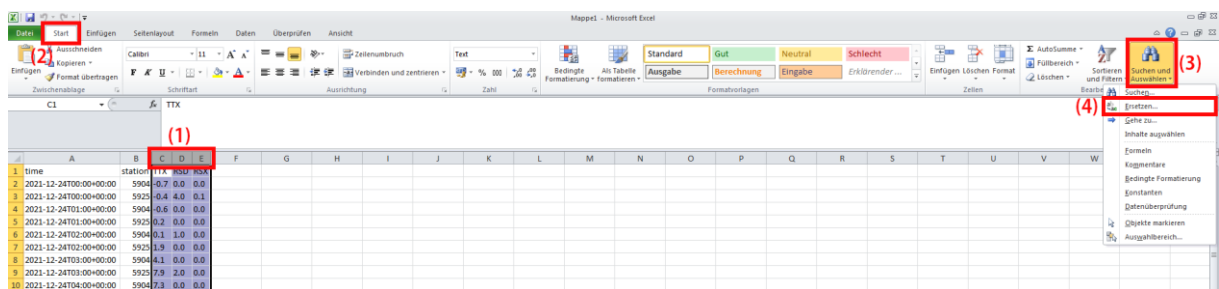 Mappe1 - Microsoft Excel
Datei Start Einfügen Seitenlayout Formeln Daten Überprüfen Ansicht
(2)
Einfügen
Ausschneiden
Kopieren
Format übertragen
Zwischenablage
Calibri 11
F K U
Schriftart
Zeilenumbruch
Verbinden und zentrieren
Ausrichtung
Text
% 000
Zahl
Bedingte Formatierung
Als Tabelle formatieren
Standard Gut Neutral Schlecht
Ausgabe Berechnung Eingabe Erklärender ...
Formatvorlagen
Einfügen Löschen Format
Zellen
Σ AutoSumme
Füllbereich
Löschen
Sortieren und Filtern
Suchen und Auswählen
(3)
Suchen...
(4)
Ersetzen...
Gehe zu...
Inhalte auswählen
Formeln
Kommentare
Bedingte Formatierung
Konstanten
Datenüberprüfung
Objekte markieren
Auswahlbereich...
C1 fx TTX
(1)
A B C D E F G H I J K L M N O P Q R S T U V W
1 time station TTX RSD RSX
2 2021-12-24T00:00+00:00 5904 -0.7 0.0 0.0
3 2021-12-24T00:00+00:00 5925 -0.4 4.0 0.1
4 2021-12-24T01:00+00:00 5904 -0.6 0.0 0.0
5 2021-12-24T01:00+00:00 5925 0.2 0.0 0.0
6 2021-12-24T02:00+00:00 5904 0.1 1.0 0.0
7 2021-12-24T02:00+00:00 5925 1.9 0.0 0.0
8 2021-12-24T03:00+00:00 5904 4.1 0.0 0.0
9 2021-12-24T03:00+00:00 5925 7.9 2.0 0.0
10 2021-12-24T04:00+00:00 5904 7.3 0.0 0.0